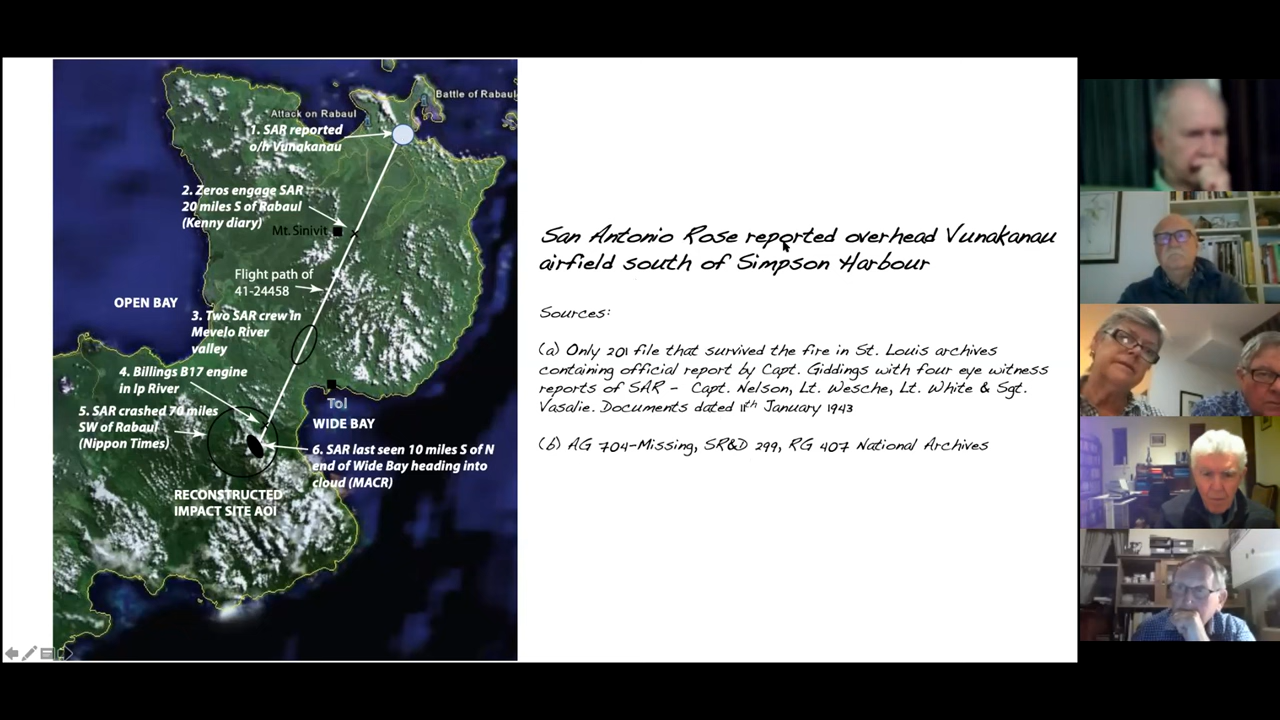 Battle of Rabaul
Attack on Rabaul
1. SAR reported
o/h Vunakanau
2. Zeros engage SAR
20 miles S of Rabaul
(Kenny diary)
Mt. Sinivit
Flight path of
41-24458
OPEN BAY
3. Two SAR crew in
Mevelo River
valley
4. Billings B17 engine
in Ip River
Tol
WIDE BAY
5. SAR crashed 70 miles
SW of Rabaul
(Nippon Times)
6. SAR last seen 10 miles S of N
end of Wide Bay heading into
cloud (MACR)
RECONSTRUCTED
IMPACT SITE AOI
San Antonio Rose reported overhead Vunakanau
airfield south of Simpson Harbour
Sources:
(a) Only 201 file that survived the fire in St. Louis archives
containing official report by Capt. Giddings with four eye witness
reports of SAR - Capt. Nelson, Lt. Wesche, Lt. White & Sgt.
Vasalie. Documents dated 11th January 1943
(b) AG 704-Missing, SR&D 299, RG 407 National Archives